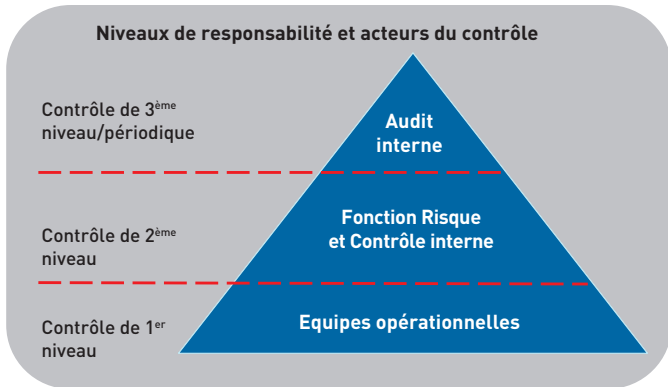 Niveaux de responsabilité et acteurs du contrôle
Contrôle de 3ème
niveau/périodique
Audit
interne
Contrôle de 2ème
niveau
Fonction Risque
et Contrôle interne
Contrôle de 1er
niveau
Equipes opérationnelles